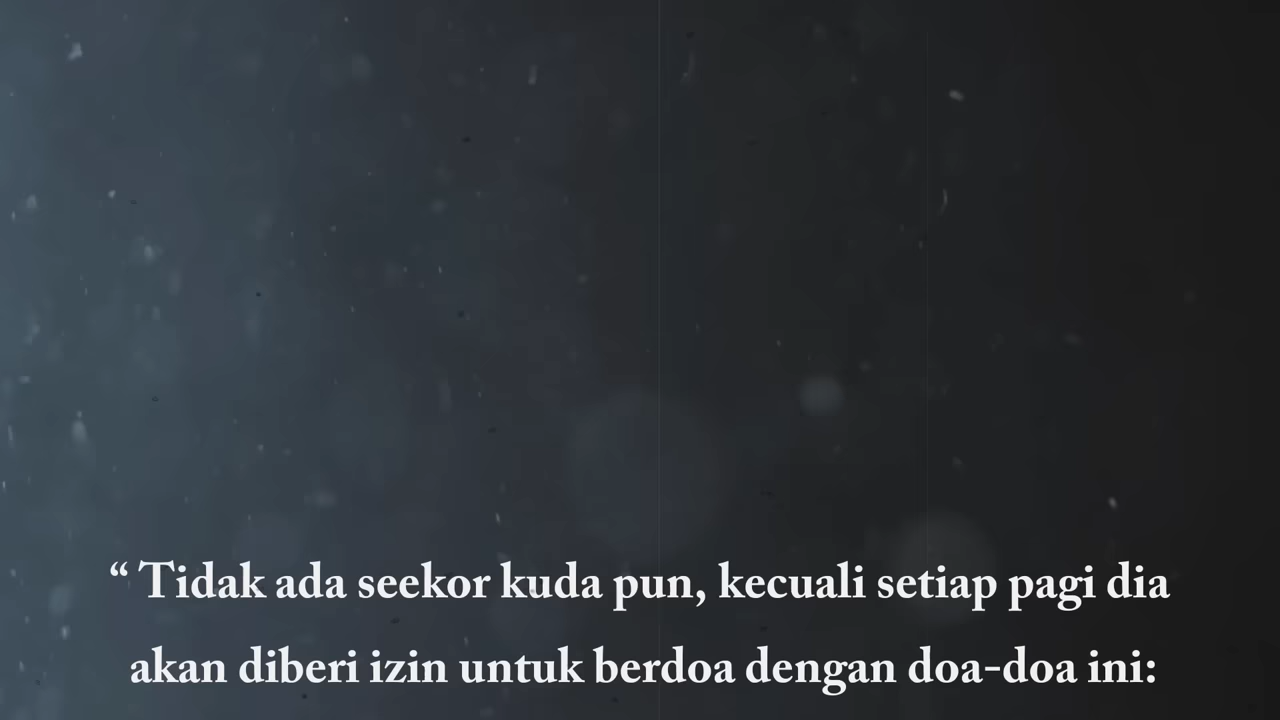 “ Tidak ada seekor kuda pun, kecuali setiap pagi dia
akan diberi izin untuk berdoa dengan doa-doa ini: